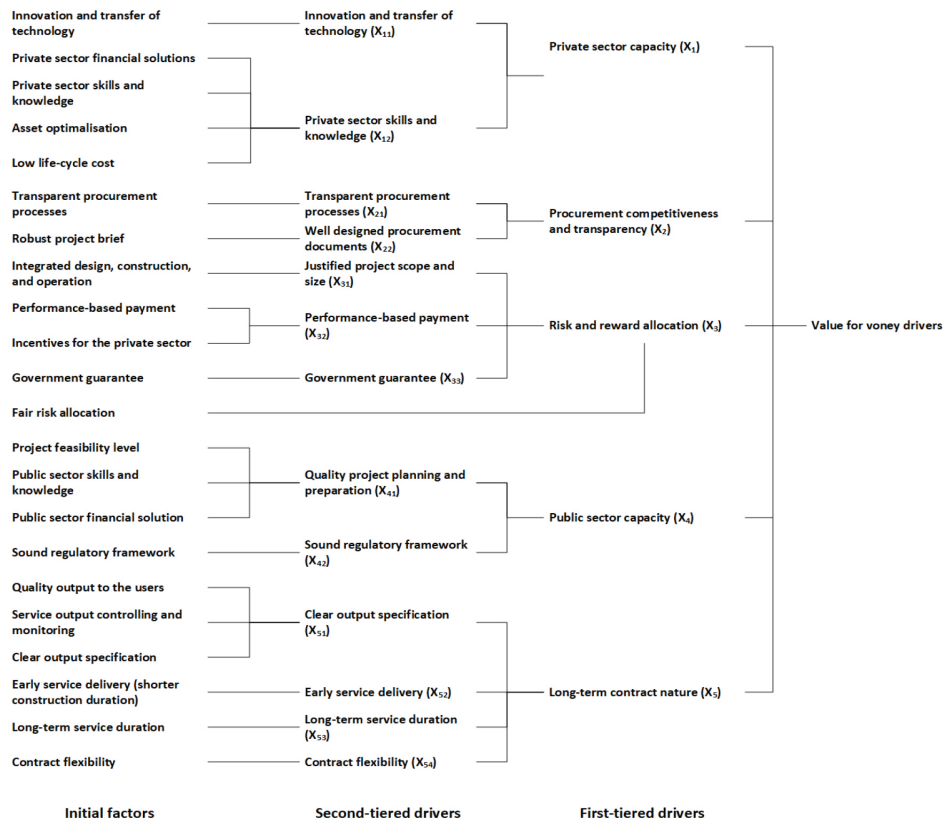 Innovation and transfer of
technology
Private sector financial solutions
Private sector skills and
knowledge
Asset optimalisation
Low life-cycle cost
Transparent procurement
processes
Robust project brief
Integrated design, construction,
and operation
Performance-based payment
Incentives for the private sector
Government guarantee
Fair risk allocation
Project feasibility level
Public sector skills and
knowledge
Public sector financial solution
Sound regulatory framework
Quality output to the users
Service output controlling and
monitoring
Clear output specification
Early service delivery (shorter
construction duration)
Long-term service duration
Contract flexibility
Initial factors
Innovation and transfer of
technology (X₁₁)
Private sector skills and
knowledge (X₁₂)
Transparent procurement
processes (X₂₁)
Well designed procurement
documents (X₂₂)
Justified project scope and
size (X₃₁)
Performance-based payment
(X₃₂)
Government guarantee (X₃₃)
Quality project planning and
preparation (X₄₁)
Sound regulatory framework
(X₄₂)
Clear output specification
(X₅₁)
Early service delivery (X₅₂)
Long-term service duration
(X₅₃)
Contract flexibility (X₅₄)
Second-tiered drivers
Private sector capacity (X₁)
Procurement competitiveness
and transparency (X₂)
Risk and reward allocation (X₃)
Public sector capacity (X₄)
Long-term contract nature (X₅)
First-tiered drivers
Value for voney drivers